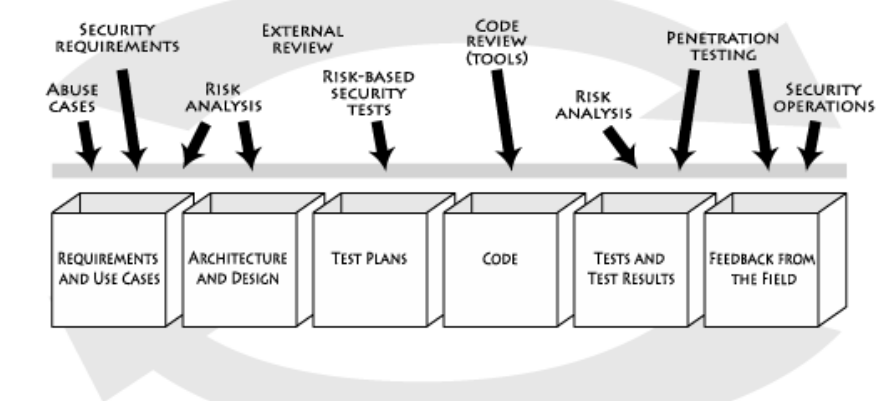 SECURITY
REQUIREMENTS
EXTERNAL
REVIEW
CODE
REVIEW
(TOOLS)
PENETRATION
TESTING
ABUSE
CASES
RISK
ANALYSIS
RISK-BASED
SECURITY
TESTS
RISK
ANALYSIS
SECURITY
OPERATIONS
REQUIREMENTS
AND USE CASES
ARCHITECTURE
AND DESIGN
TEST PLANS
CODE
TESTS AND
TEST RESULTS
FEEDBACK FROM
THE FIELD